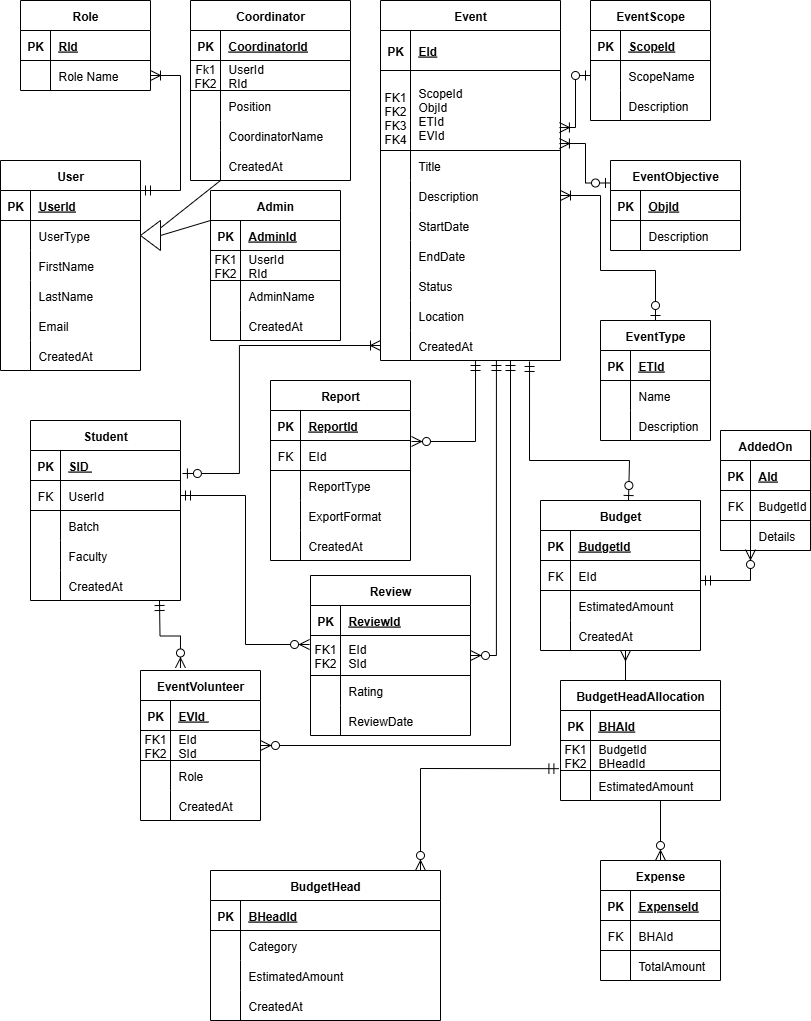 Role
PK RId
Role Name
Coordinator
PK CoordinatorId
Fk1 UserId
FK2 RId
Position
CoordinatorName
CreatedAt
Event
PK EId
FK1 ScopeId
FK2 ObjId
FK3 ETId
FK4 EVId
Title
Description
StartDate
EndDate
Status
Location
CreatedAt
EventScope
PK ScopeId
ScopeName
Description
User
PK UserId
UserType
FirstName
LastName
Email
CreatedAt
Admin
PK AdminId
FK1 UserId
FK2 RId
AdminName
CreatedAt
EventObjective
PK ObjId
Description
EventType
PK ETId
Name
Description
Report
PK ReportId
FK EId
ReportType
ExportFormat
CreatedAt
Student
PK SID
FK UserId
Batch
Faculty
CreatedAt
AddedOn
PK AId
FK BudgetId
Details
Budget
PK BudgetId
FK EId
EstimatedAmount
CreatedAt
Review
PK ReviewId
FK1 EId
FK2 SId
Rating
ReviewDate
EventVolunteer
PK EVId
FK1 EId
FK2 SId
Role
CreatedAt
BudgetHeadAllocation
PK BHAId
FK1 BudgetId
FK2 BHeadId
EstimatedAmount
BudgetHead
PK BHeadId
Category
EstimatedAmount
CreatedAt
Expense
PK ExpenseId
FK BHAId
TotalAmount